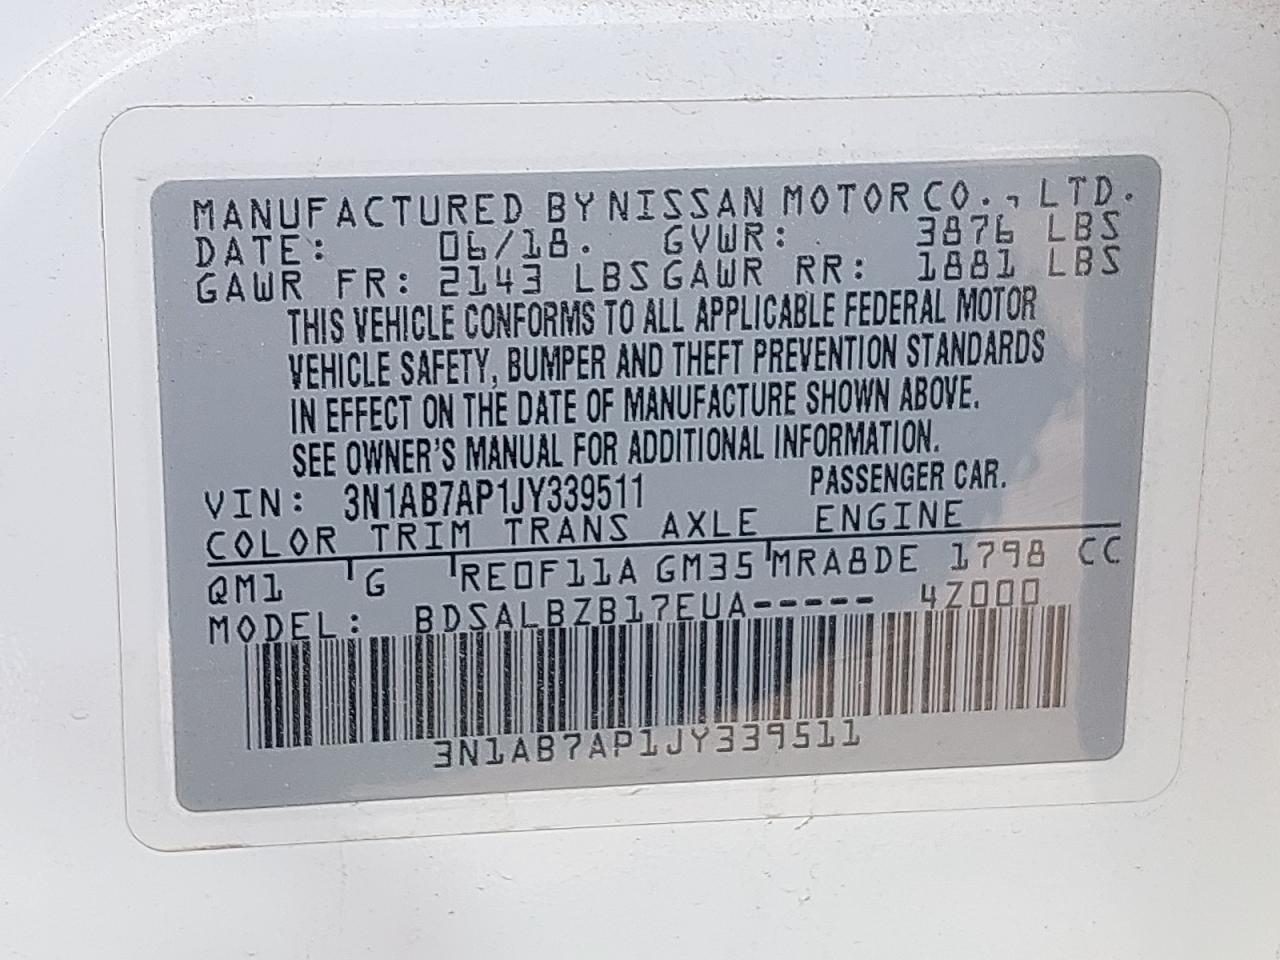 MANUFACTURED BY NISSAN MOTOR CO., LTD.
DATE: 06/18. GVWR: 3876 LBS
GAWR FR: 2143 LBS GAWR RR: 1881 LBS
THIS VEHICLE CONFORMS TO ALL APPLICABLE FEDERAL MOTOR
VEHICLE SAFETY, BUMPER AND THEFT PREVENTION STANDARDS
IN EFFECT ON THE DATE OF MANUFACTURE SHOWN ABOVE.
SEE OWNER'S MANUAL FOR ADDITIONAL INFORMATION.
VIN: 3N1AB7AP1JY339511 PASSENGER CAR.
COLOR TRIM TRANS AXLE ENGINE
QM1 G RE0F11A GM35 MRA8DE 1798 CC
MODEL: BDSALBZB17EUA----- 4Z000
3N1AB7AP1JY339511